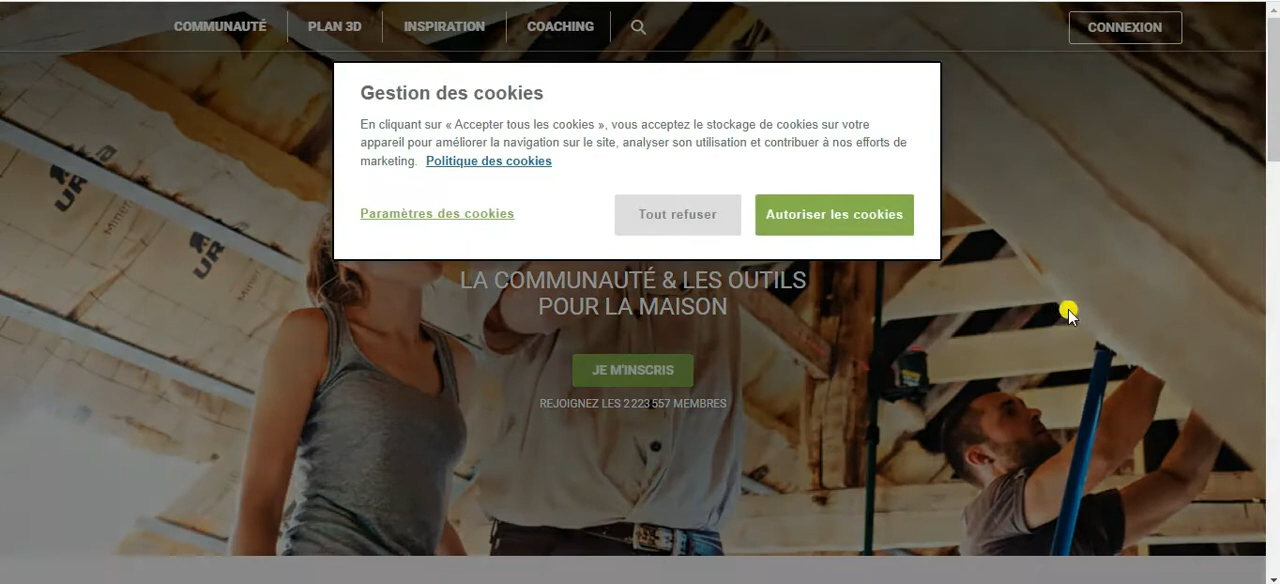 COMMUNAUTÉ
PLAN 3D
INSPIRATION
COACHING
CONNEXION
Gestion des cookies
En cliquant sur « Accepter tous les cookies », vous acceptez le stockage de cookies sur votre
appareil pour améliorer la navigation sur le site, analyser son utilisation et contribuer à nos efforts de
marketing. Politique des cookies
Paramètres des cookies
Tout refuser
Autoriser les cookies
LA COMMUNAUTÉ & LES OUTILS
POUR LA MAISON
JE M'INSCRIS
REJOIGNEZ LES 2 223 557 MEMBRES